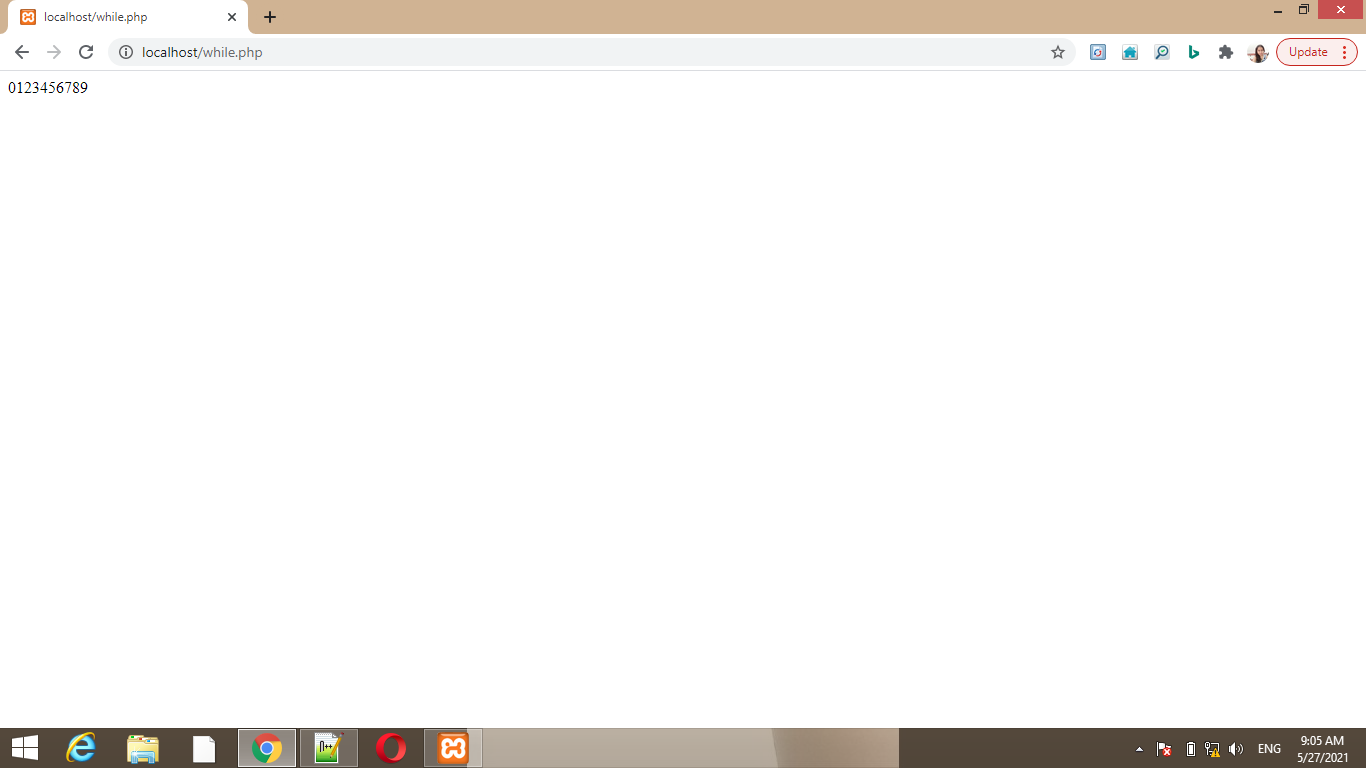 localhost/while.php
localhost/while.php
Update
0123456789
ENG
9:05 AM
5/27/2021